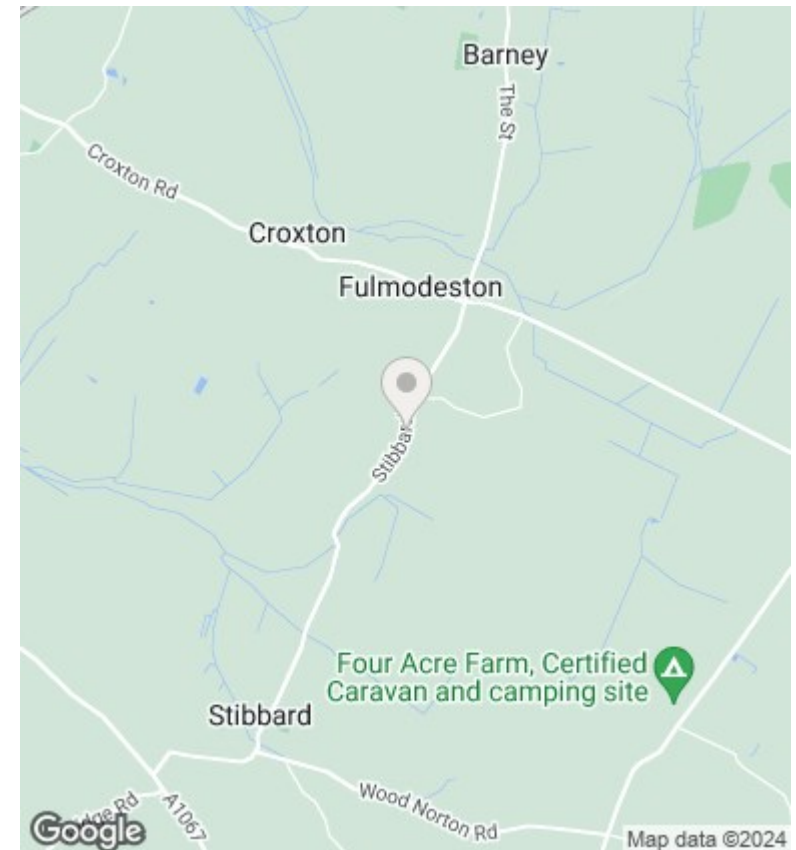 Barney
The St
Croxton Rd
Croxton
Fulmodeston
Stibbard
Four Acre Farm, Certified
Caravan and camping site
Stibbard
Wood Norton Rd
A1067
Google
Map data ©2024